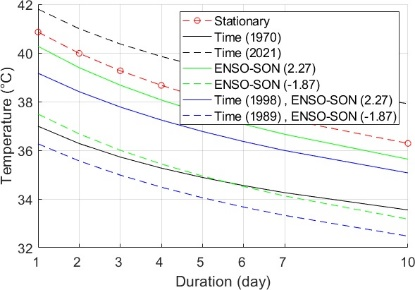 42
40
38
36
34
32
Temperature (°C)
Stationary
Time (1970)
Time (2021)
ENSO-SON (2.27)
ENSO-SON (-1.87)
Time (1998) , ENSO-SON (2.27)
Time (1989) , ENSO-SON (-1.87)
1 2 3 4 5 6 7 10
Duration (day)